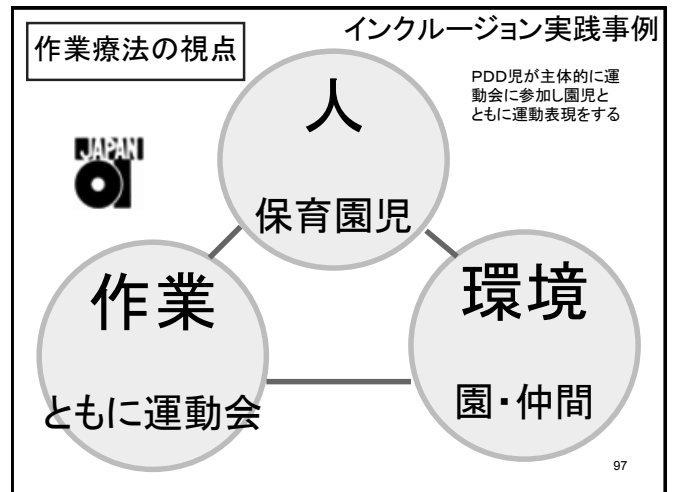 インクルージョン実践事例
作業療法の視点
PDD児が主体的に運
動会に参加し園児と
ともに運動表現をする
人
保育園児
JAPAN
作業
ともに運動会
環境
園・仲間
97